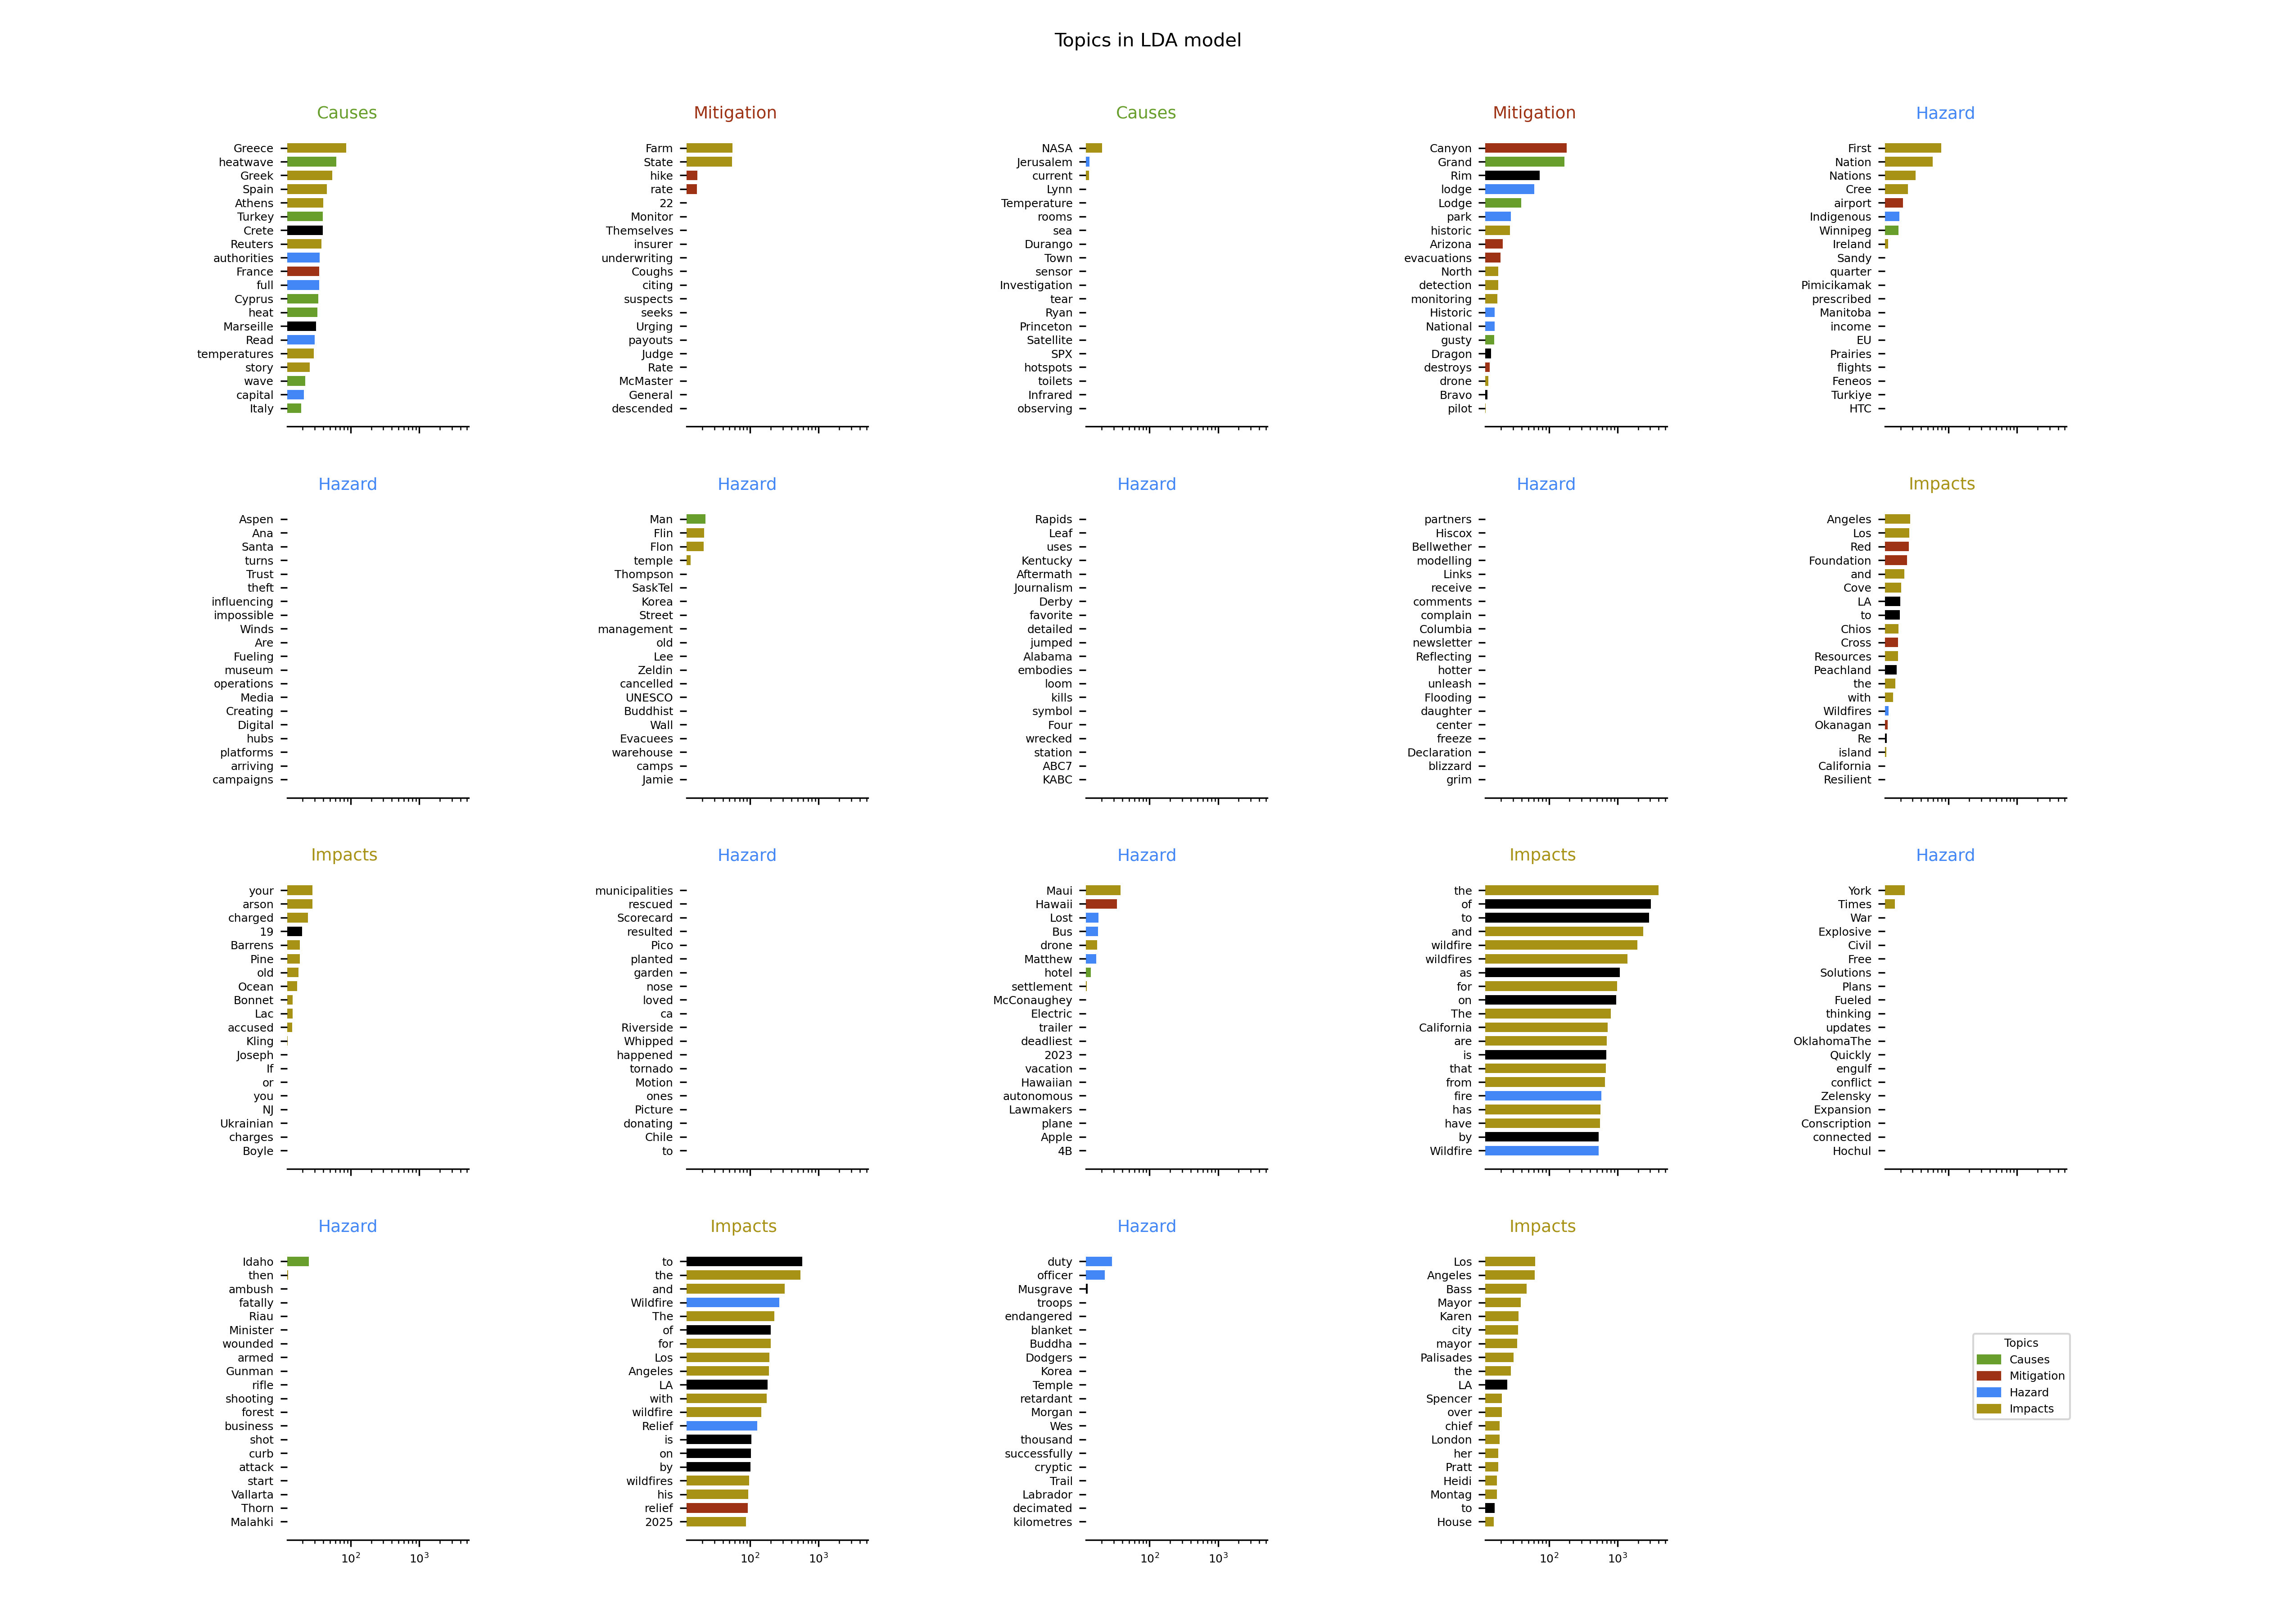 Topics in LDA model
Causes
Greece
heatwave
Greek
Spain
Athens
Turkey
Crete
Reuters
authorities
France
full
Cyprus
heat
Marseille
Read
temperatures
story
wave
capital
Italy
Mitigation
Farm
State
hike
rate
22
Monitor
Themselves
insurer
underwriting
Coughs
citing
suspects
seeks
Urging
payouts
Judge
Rate
McMaster
General
descended
Causes
NASA
Jerusalem
current
Lynn
Temperature
rooms
sea
Durango
Town
sensor
Investigation
tear
Ryan
Princeton
Satellite
SPX
hotspots
toilets
Infrared
observing
Mitigation
Canyon
Grand
Rim
lodge
Lodge
park
historic
Arizona
evacuations
North
detection
monitoring
Historic
National
gusty
Dragon
destroys
drone
Bravo
pilot
Hazard
First
Nation
Nations
Cree
airport
Indigenous
Winnipeg
Ireland
Sandy
quarter
Pimicikamak
prescribed
Manitoba
income
EU
Prairies
flights
Feneos
Turkiye
HTC
Hazard
Aspen
Ana
Santa
turns
Trust
theft
influencing
impossible
Winds
Are
Fueling
museum
operations
Media
Creating
Digital
hubs
platforms
arriving
campaigns
Hazard
Man
Flin
Flon
temple
Thompson
SaskTel
Korea
Street
management
old
Lee
Zeldin
cancelled
UNESCO
Buddhist
Wall
Evacuees
warehouse
camps
Jamie
Hazard
Rapids
Leaf
uses
Kentucky
Aftermath
Journalism
Derby
favorite
detailed
jumped
Alabama
embodies
loom
kills
symbol
Four
wrecked
station
ABC7
KABC
Hazard
partners
Hiscox
Bellwether
modelling
Links
receive
comments
complain
Columbia
newsletter
Reflecting
hotter
unleash
Flooding
daughter
center
freeze
Declaration
blizzard
grim
Impacts
Angeles
Los
Red
Foundation
and
Cove
LA
to
Chios
Cross
Resources
Peachland
the
with
Wildfires
Okanagan
Re
island
California
Resilient
Impacts
your
arson
charged
19
Barrens
Pine
old
Ocean
Bonnet
Lac
accused
Kling
Joseph
If
or
you
NJ
Ukrainian
charges
Boyle
Hazard
municipalities
rescued
Scorecard
resulted
Pico
planted
garden
nose
loved
ca
Riverside
Whipped
happened
tornado
Motion
ones
Picture
donating
Chile
to
Hazard
Maui
Hawaii
Lost
Bus
drone
Matthew
hotel
settlement
McConaughey
Electric
trailer
deadliest
2023
vacation
Hawaiian
autonomous
Lawmakers
plane
Apple
4B
Impacts
the
of
to
and
wildfire
wildfires
as
for
on
The
California
are
is
that
from
fire
has
have
by
Wildfire
Hazard
York
Times
War
Explosive
Civil
Free
Solutions
Plans
Fueled
thinking
updates
OklahomaThe
Quickly
engulf
conflict
Zelensky
Expansion
Conscription
connected
Hochul
Hazard
Idaho
then
ambush
fatally
Riau
Minister
wounded
armed
Gunman
rifle
shooting
forest
business
shot
curb
attack
start
Vallarta
Thorn
Malahki
10² 10³
Impacts
to
the
and
Wildfire
The
of
for
Los
Angeles
LA
with
wildfire
Relief
is
on
by
wildfires
his
relief
2025
10² 10³
Hazard
duty
officer
Musgrave
troops
endangered
blanket
Buddha
Dodgers
Korea
Temple
retardant
Morgan
Wes
thousand
successfully
cryptic
Trail
Labrador
decimated
kilometres
10² 10³
Impacts
Los
Angeles
Bass
Mayor
Karen
city
mayor
Palisades
the
LA
Spencer
over
chief
London
her
Pratt
Heidi
Montag
to
House
10² 10³
Topics
Causes
Mitigation
Hazard
Impacts